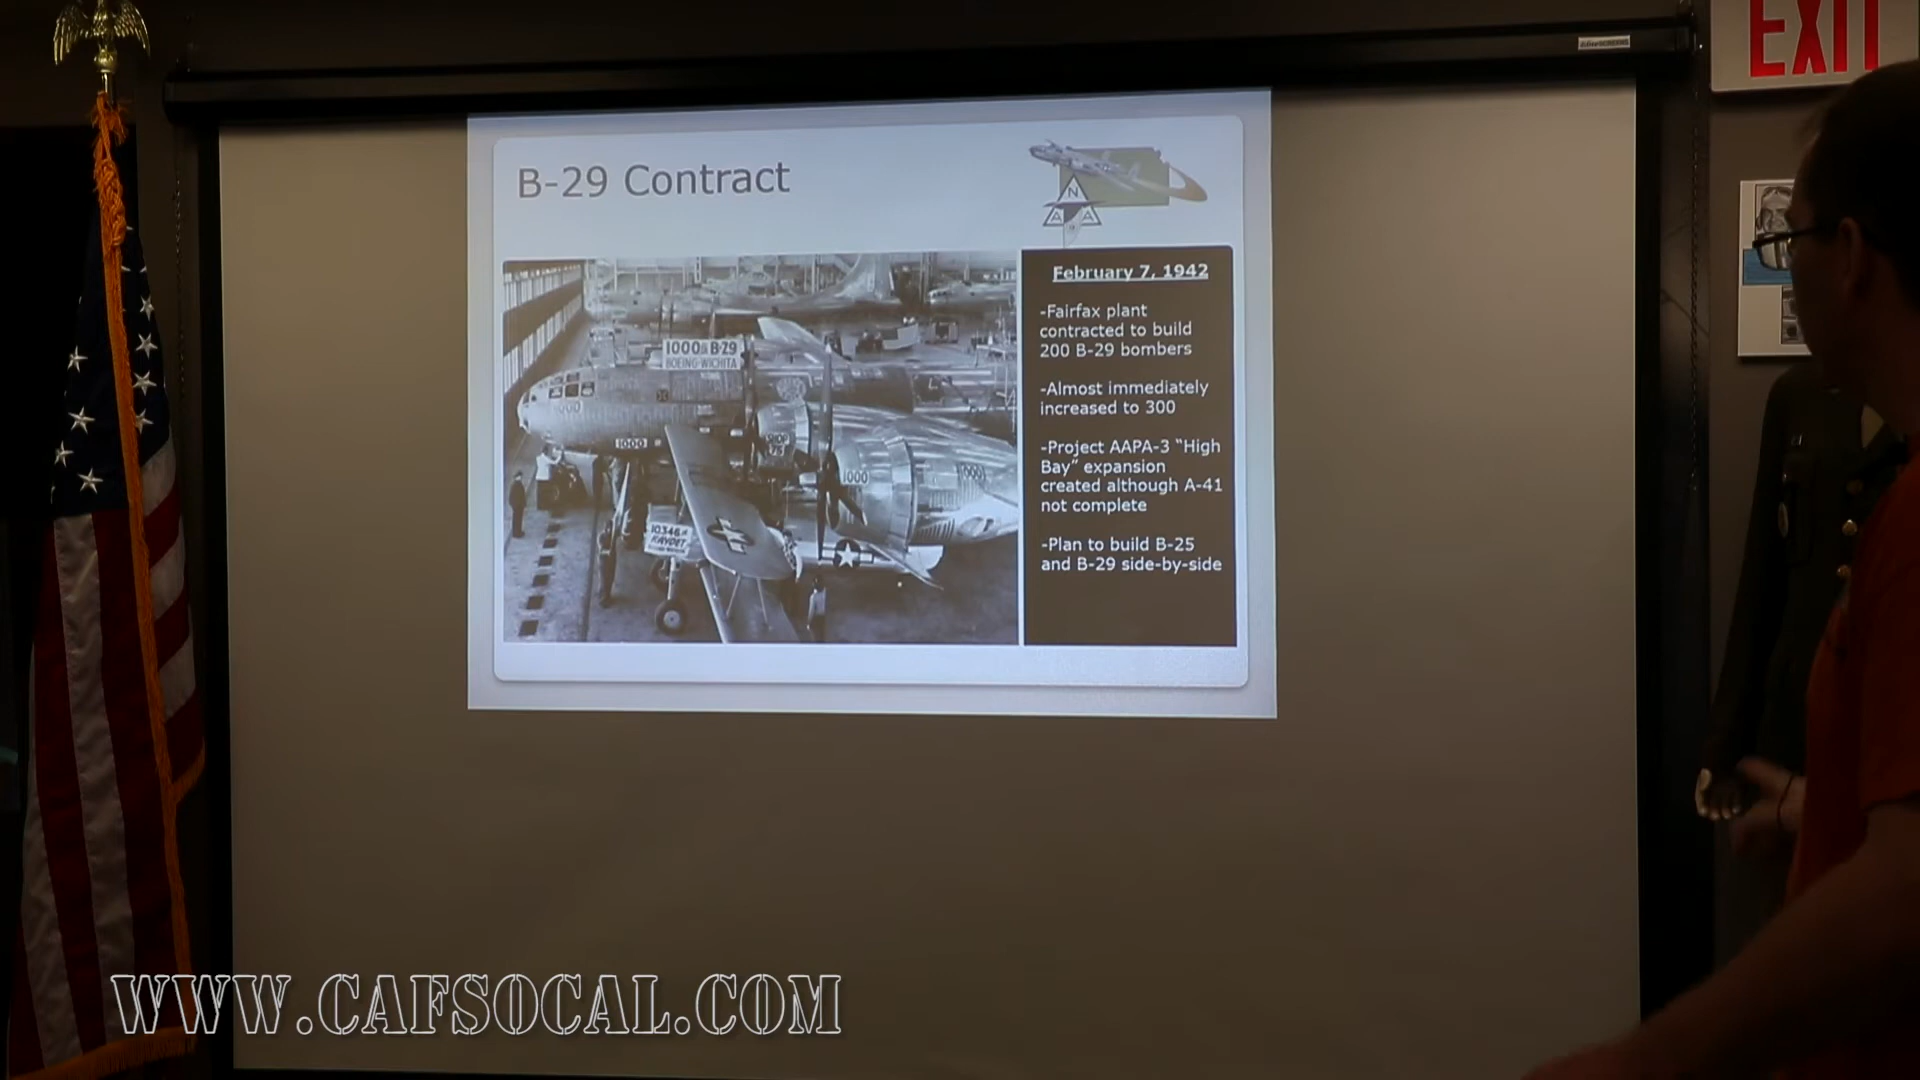 EXIT
B-29 Contract
N
A A
February 7, 1942
-Fairfax plant
contracted to build
200 B-29 bombers
-Almost immediately
increased to 300
-Project AAPA-3 “High
Bay” expansion
created although A-41
not complete
-Plan to build B-25
and B-29 side-by-side
1000th B-29
BOEING-WICHITA
1000
1000
1000
1000
10346th
KAYDET
WWW.CAFSOCAL.COM